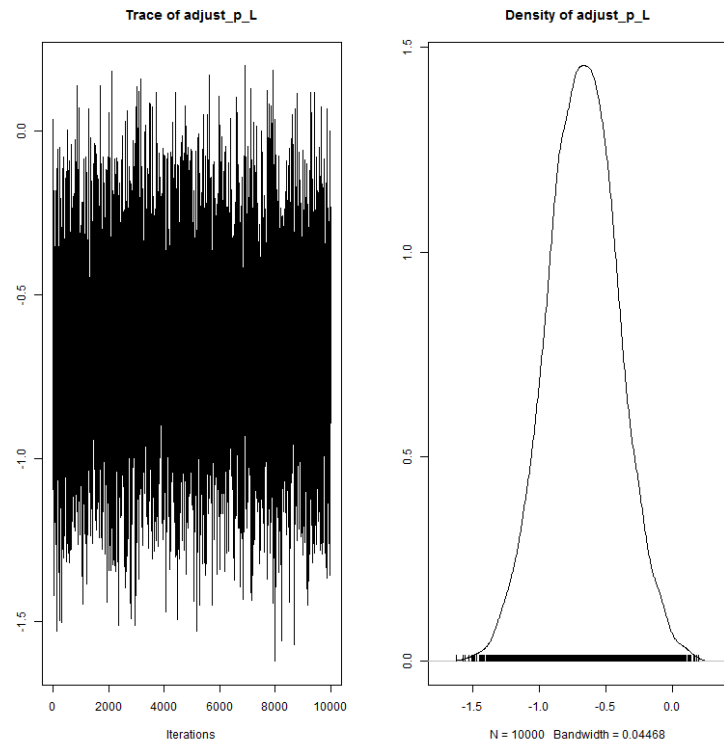 Trace of adjust_p_L
0.0
-0.5
-1.0
-1.5
0 2000 4000 6000 8000 10000
Iterations
Density of adjust_p_L
1.5
1.0
0.5
0.0
-1.5 -1.0 -0.5 0.0
N = 10000 Bandwidth = 0.04468